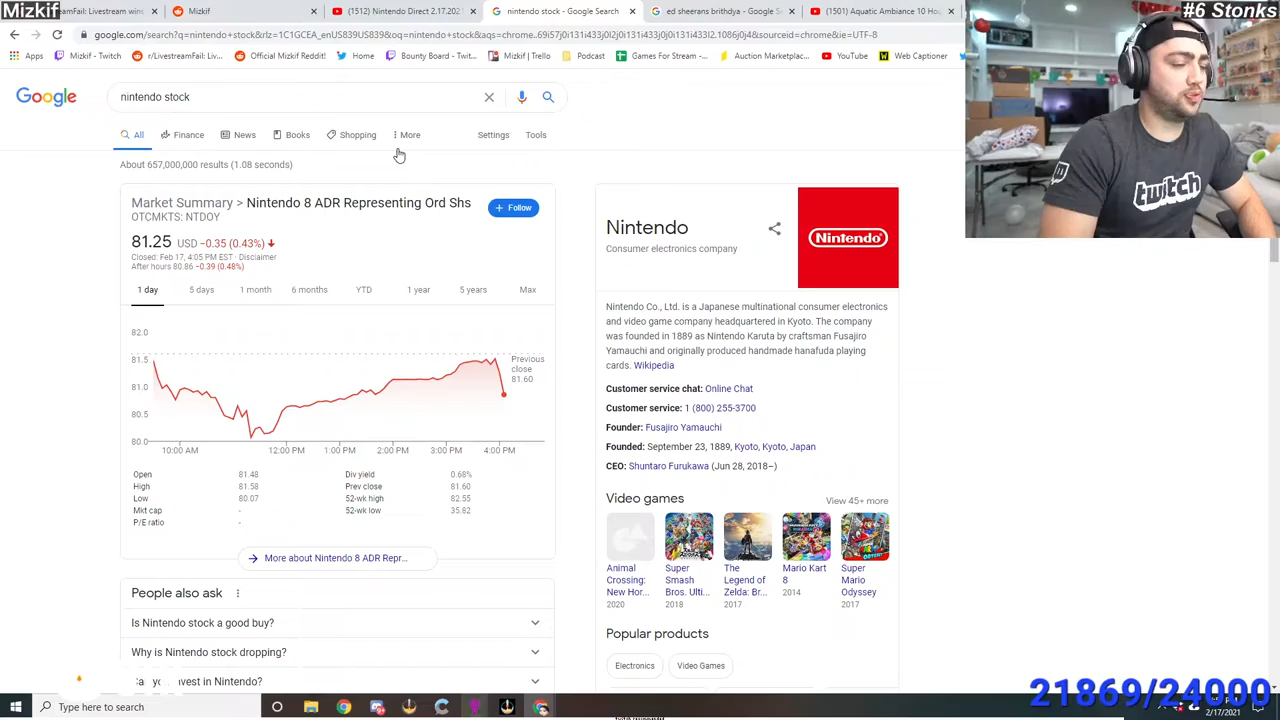 Mizkif
#6 Stonks
reamFail: Livestream wins
Mizkif
(1512) Nintendo Direct 2.17.202
nintendo stock - Google Search
ed sheerans brithdya - Google S
(1501) Aquatic Ambience 10 Hou
Apps
Mizkif - Twitch
r/LivestreamFail: Liv...
Official Mizkif Reddit!
Home
Bounty Board - Twit...
Mizkif | Trello
Podcast
Games For Stream -...
Auction Marketplac...
YouTube
Web Captioner
Google
nintendo stock
All
Finance
News
Books
Shopping
More
Settings
Tools
About 657,000,000 results (1.08 seconds)
Market Summary > Nintendo 8 ADR Representing Ord Shs
OTCMKTS: NTDOY
+ Follow
81.25 USD −0.35 (0.43%) ↓
Closed: Feb 17, 4:05 PM EST · Disclaimer
After hours 80.86 −0.39 (0.48%)
1 day
5 days
1 month
6 months
YTD
1 year
5 years
Max
82.0
81.5
81.0
80.5
80.0
Previous
close
81.60
10:00 AM
12:00 PM
1:00 PM
2:00 PM
3:00 PM
4:00 PM
Open 81.48 Div yield 0.68%
High 81.58 Prev close 81.60
Low 80.07 52-wk high 82.55
Mkt cap - 52-wk low 35.82
P/E ratio -
More about Nintendo 8 ADR Repr...
People also ask
Is Nintendo stock a good buy?
Why is Nintendo stock dropping?
invest in Nintendo?
Nintendo
Consumer electronics company
Nintendo
Nintendo Co., Ltd. is a Japanese multinational consumer electronics
and video game company headquartered in Kyoto. The company
was founded in 1889 as Nintendo Karuta by craftsman Fusajiro
Yamauchi and originally produced handmade hanafuda playing
cards. Wikipedia
Customer service chat: Online Chat
Customer service: 1 (800) 255-3700
Founder: Fusajiro Yamauchi
Founded: September 23, 1889, Kyoto, Kyoto, Japan
CEO: Shuntaro Furukawa (Jun 28, 2018–)
Video games
View 45+ more
Animal
Crossing:
New Hor...
2020
Super
Smash
Bros. Ulti...
2018
The
Legend of
Zelda: Br...
2017
Mario Kart
8
2014
Super
Mario
Odyssey
2017
Popular products
Electronics
Video Games
twitch
21869/24000
Type here to search
2/17/2021